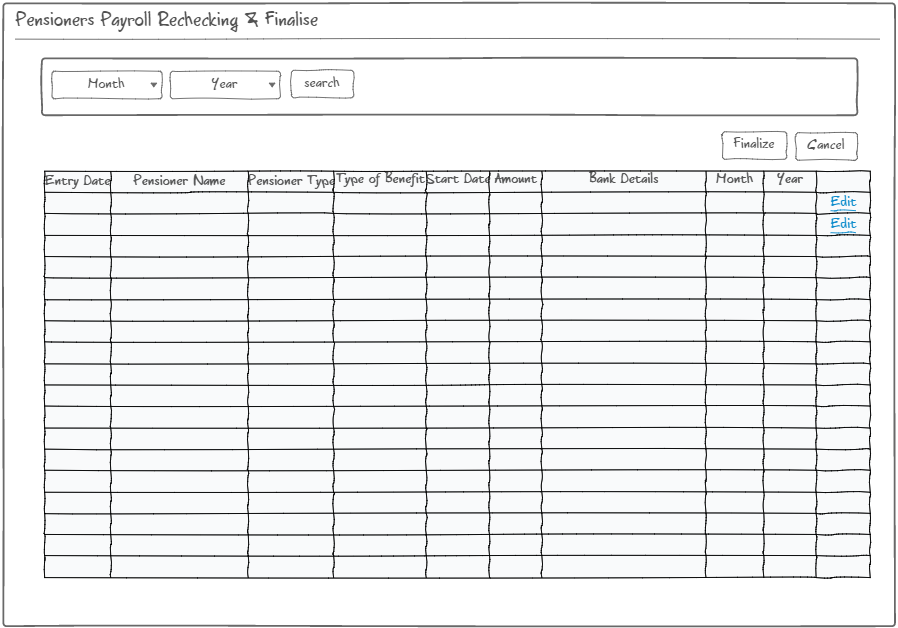 Pensioners Payroll Rechecking & Finalise
Month Year search
Finalize Cancel
Entry Date Pensioner Name Pensioner Type Type of Benefit Start Date Amount Bank Details Month Year
Edit
Edit